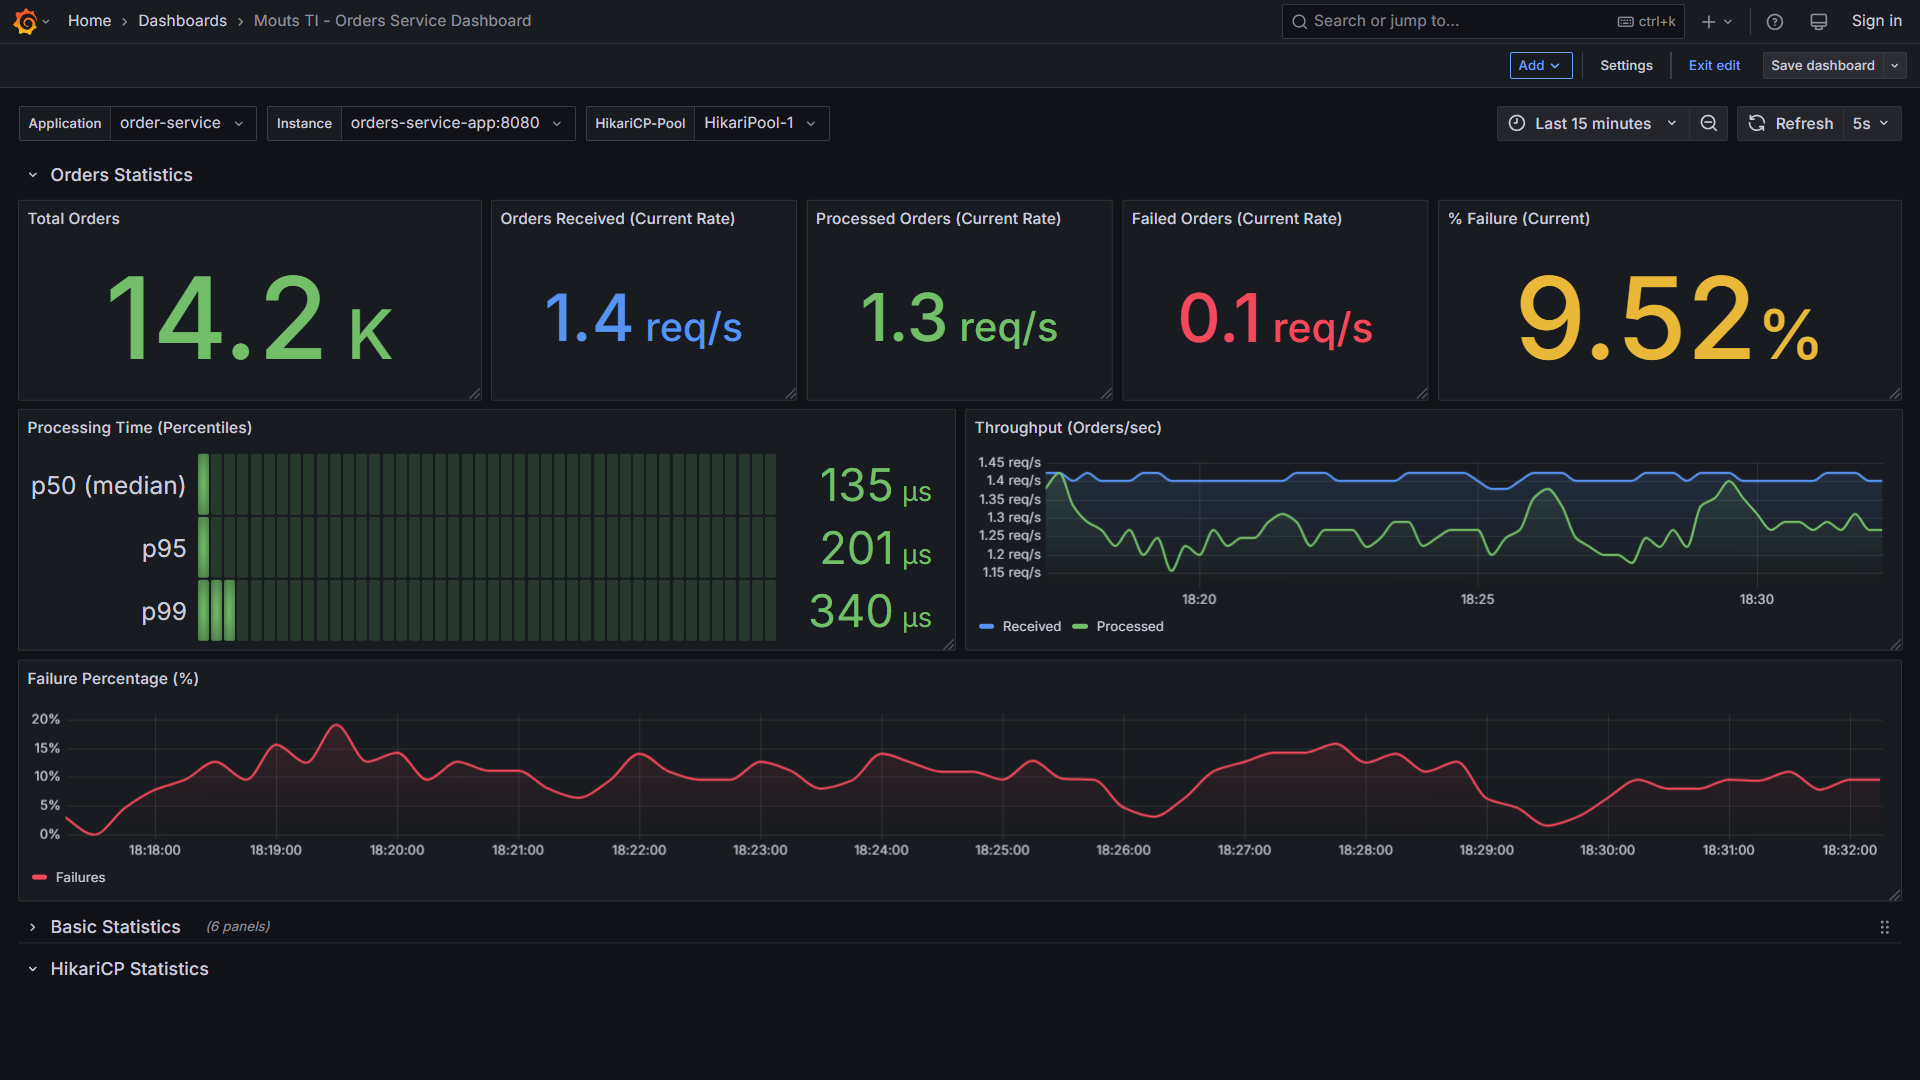 Home › Dashboards › Mouts TI - Orders Service Dashboard
Search or jump to... ctrl+k
Sign in
Add
Settings
Exit edit
Save dashboard
Application order-service
Instance orders-service-app:8080
HikariCP-Pool HikariPool-1
Last 15 minutes
Refresh 5s
Orders Statistics
Total Orders
14.2 K
Orders Received (Current Rate)
1.4 req/s
Processed Orders (Current Rate)
1.3 req/s
Failed Orders (Current Rate)
0.1 req/s
% Failure (Current)
9.52%
Processing Time (Percentiles)
p50 (median) 135 µs
p95 201 µs
p99 340 µs
Throughput (Orders/sec)
1.45 req/s
1.4 req/s
1.35 req/s
1.3 req/s
1.25 req/s
1.2 req/s
1.15 req/s
18:20 18:25 18:30
Received Processed
Failure Percentage (%)
20%
15%
10%
5%
0%
18:18:00 18:19:00 18:20:00 18:21:00 18:22:00 18:23:00 18:24:00 18:25:00 18:26:00 18:27:00 18:28:00 18:29:00 18:30:00 18:31:00 18:32:00
Failures
Basic Statistics (6 panels)
HikariCP Statistics